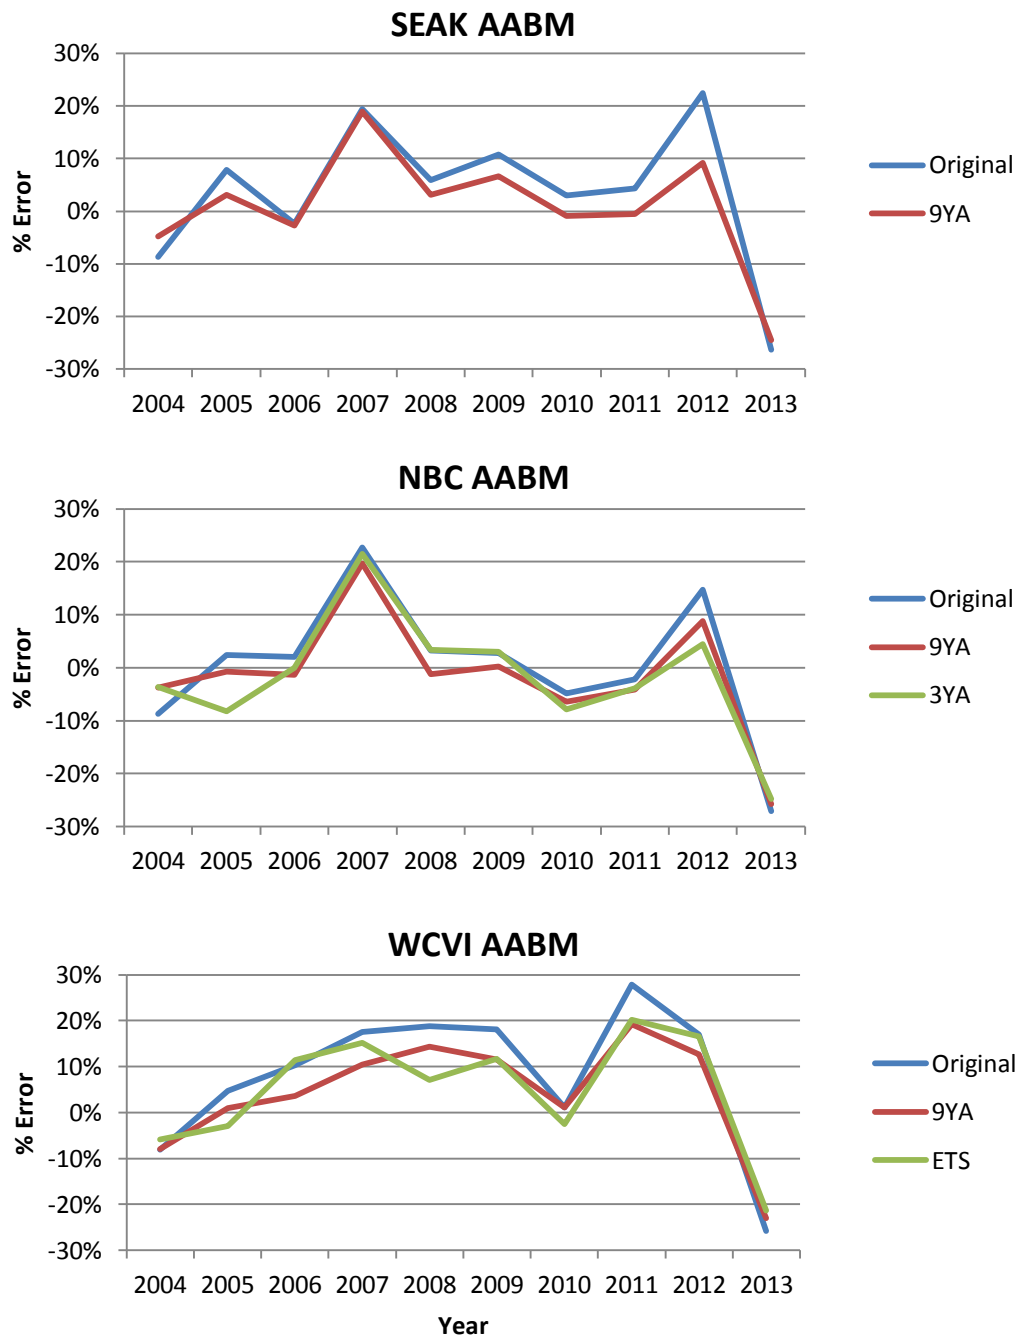 SEAK AABM
30%
20%
10%
0%
-10%
-20%
-30%
% Error
2004 2005 2006 2007 2008 2009 2010 2011 2012 2013
Original
9YA
NBC AABM
30%
20%
10%
0%
-10%
-20%
-30%
% Error
2004 2005 2006 2007 2008 2009 2010 2011 2012 2013
Original
9YA
3YA
WCVI AABM
30%
20%
10%
0%
-10%
-20%
-30%
% Error
2004 2005 2006 2007 2008 2009 2010 2011 2012 2013
Year
Original
9YA
ETS